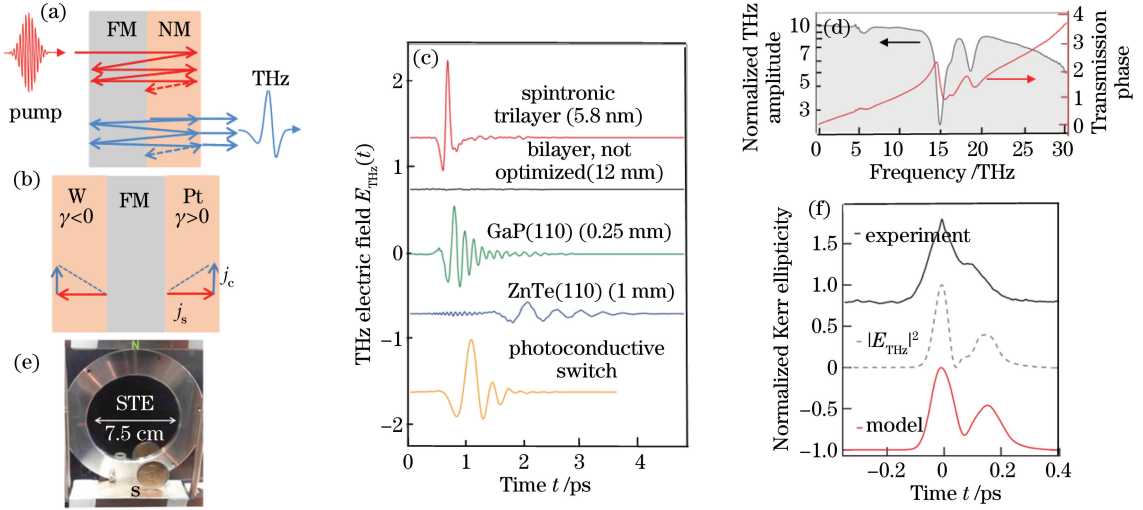 (a)
FM NM
THz
pump
(b)
W FM Pt
γ<0 γ>0
j_c
j_s
(e)
N
STE
7.5 cm
S
(c)
THz electric field E_THz(t)
2
1
0
−1
−2
spintronic
trilayer (5.8 nm)
bilayer, not
optimized(12 mm)
GaP(110) (0.25 mm)
ZnTe(110) (1 mm)
photoconductive
switch
0 1 2 3 4
Time t /ps
(d)
Normalized THz
amplitude
10
7
5
3
4
3
2
1
0
Transmission
phase
0 5 10 15 20 25 30
Frequency /THz
(f)
Normalized Kerr ellipticity
1.5
1.0
0.5
0
−0.5
−1.0
experiment
|E_THz|²
model
−0.2 0 0.2 0.4
Time t /ps